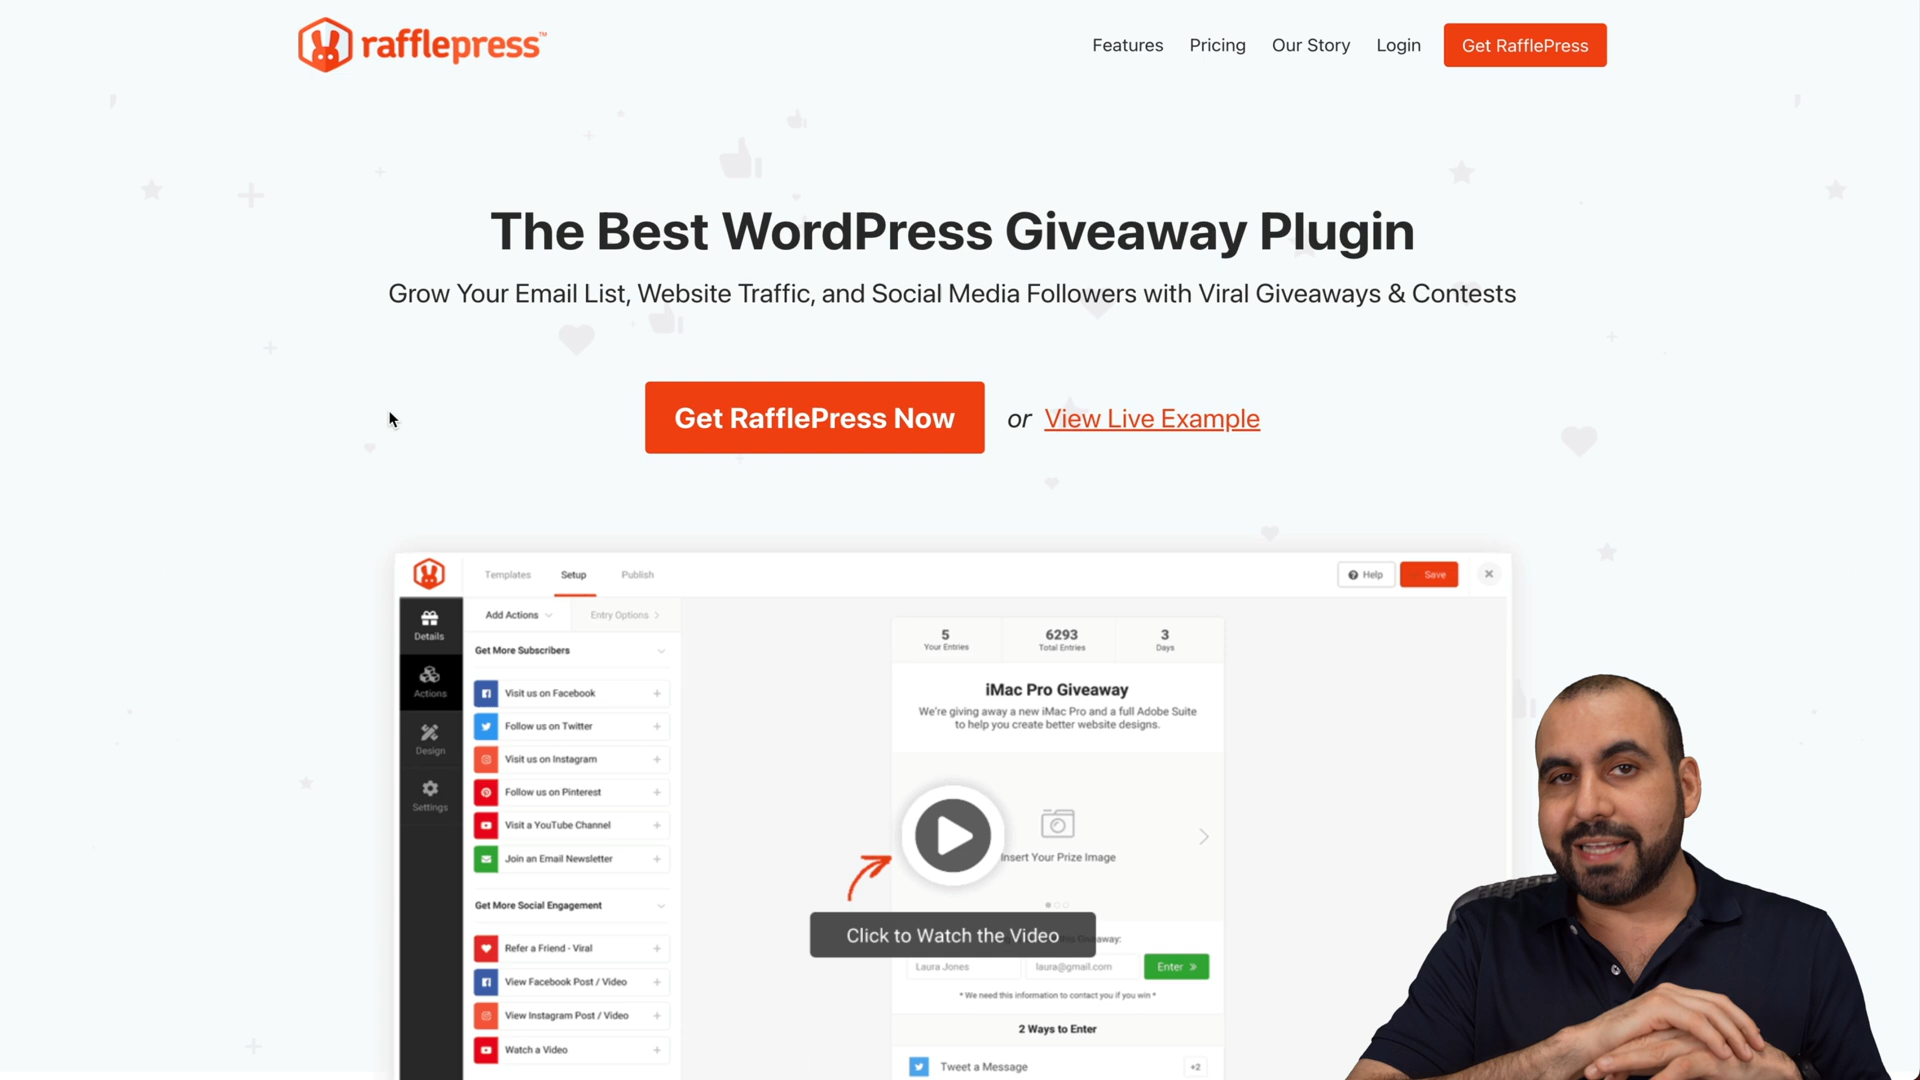 rafflepress™
Features Pricing Our Story Login Get RafflePress
The Best WordPress Giveaway Plugin
Grow Your Email List, Website Traffic, and Social Media Followers with Viral Giveaways & Contests
Get RafflePress Now or View Live Example
Templates Setup Publish Help Save
Add Actions Entry Options
Details
Actions
Design
Settings
Get More Subscribers
Visit us on Facebook
Follow us on Twitter
Visit us on Instagram
Follow us on Pinterest
Visit a YouTube Channel
Join an Email Newsletter
Get More Social Engagement
Refer a Friend - Viral
View Facebook Post / Video
View Instagram Post / Video
Watch a Video
5 6293 3
Your Entries Total Entries Days
iMac Pro Giveaway
We're giving away a new iMac Pro and a full Adobe Suite
to help you create better website designs.
Insert Your Prize Image
Click to Watch the Video
Laura Jones laura@gmail.com Enter »
* We need this information to contact you if you win *
2 Ways to Enter
Tweet a Message +2